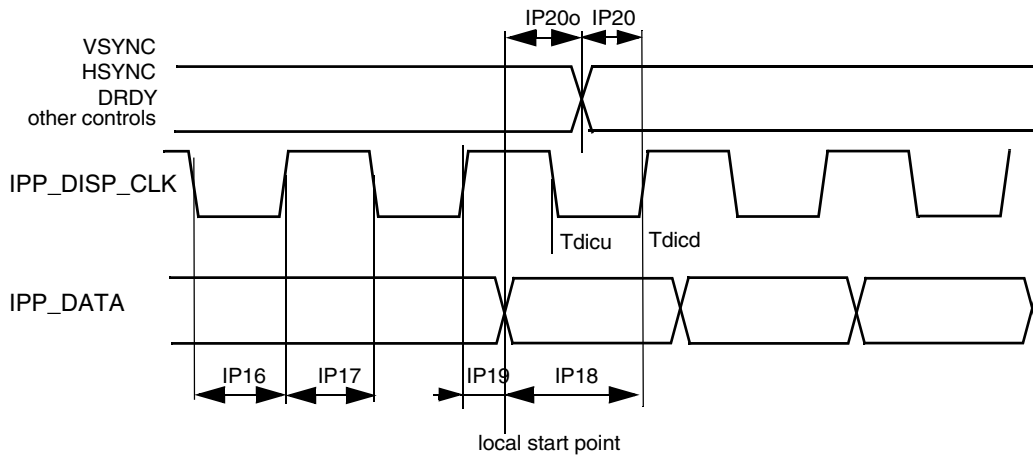 IP20o IP20
VSYNC
HSYNC
DRDY
other controls
IPP_DISP_CLK
Tdicu Tdicd
IPP_DATA
IP16 IP17 IP19 IP18
local start point